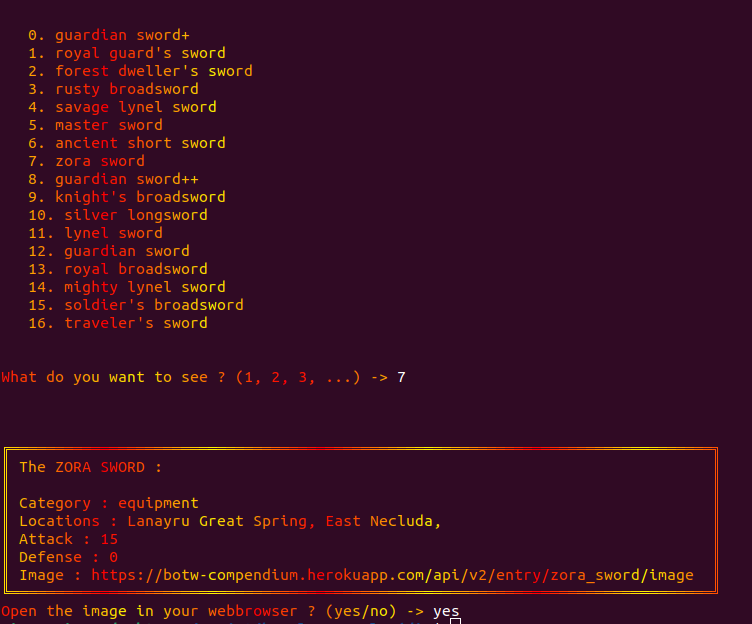 0. guardian sword+
1. royal guard's sword
2. forest dweller's sword
3. rusty broadsword
4. savage lynel sword
5. master sword
6. ancient short sword
7. zora sword
8. guardian sword++
9. knight's broadsword
10. silver longsword
11. lynel sword
12. guardian sword
13. royal broadsword
14. mighty lynel sword
15. soldier's broadsword
16. traveler's sword
What do you want to see ? (1, 2, 3, ...) -> 7
The ZORA SWORD :
Category : equipment
Locations : Lanayru Great Spring, East Necluda,
Attack : 15
Defense : 0
Image : https://botw-compendium.herokuapp.com/api/v2/entry/zora_sword/image
Open the image in your webbrowser ? (yes/no) -> yes